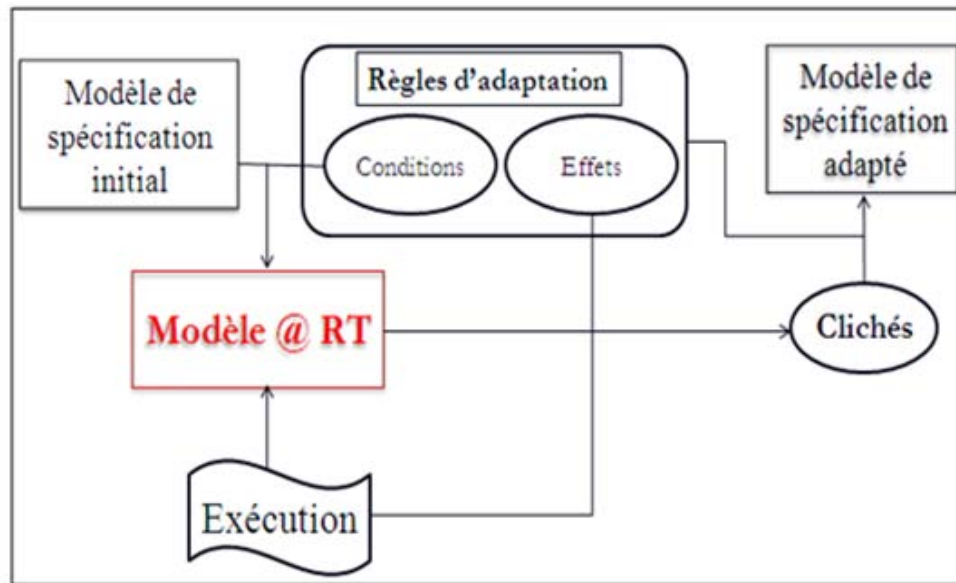 Modèle de
spécification
initial
Règles d'adaptation
Conditions
Effets
Modèle de
spécification
adapté
Modèle @ RT
Clichés
Exécution